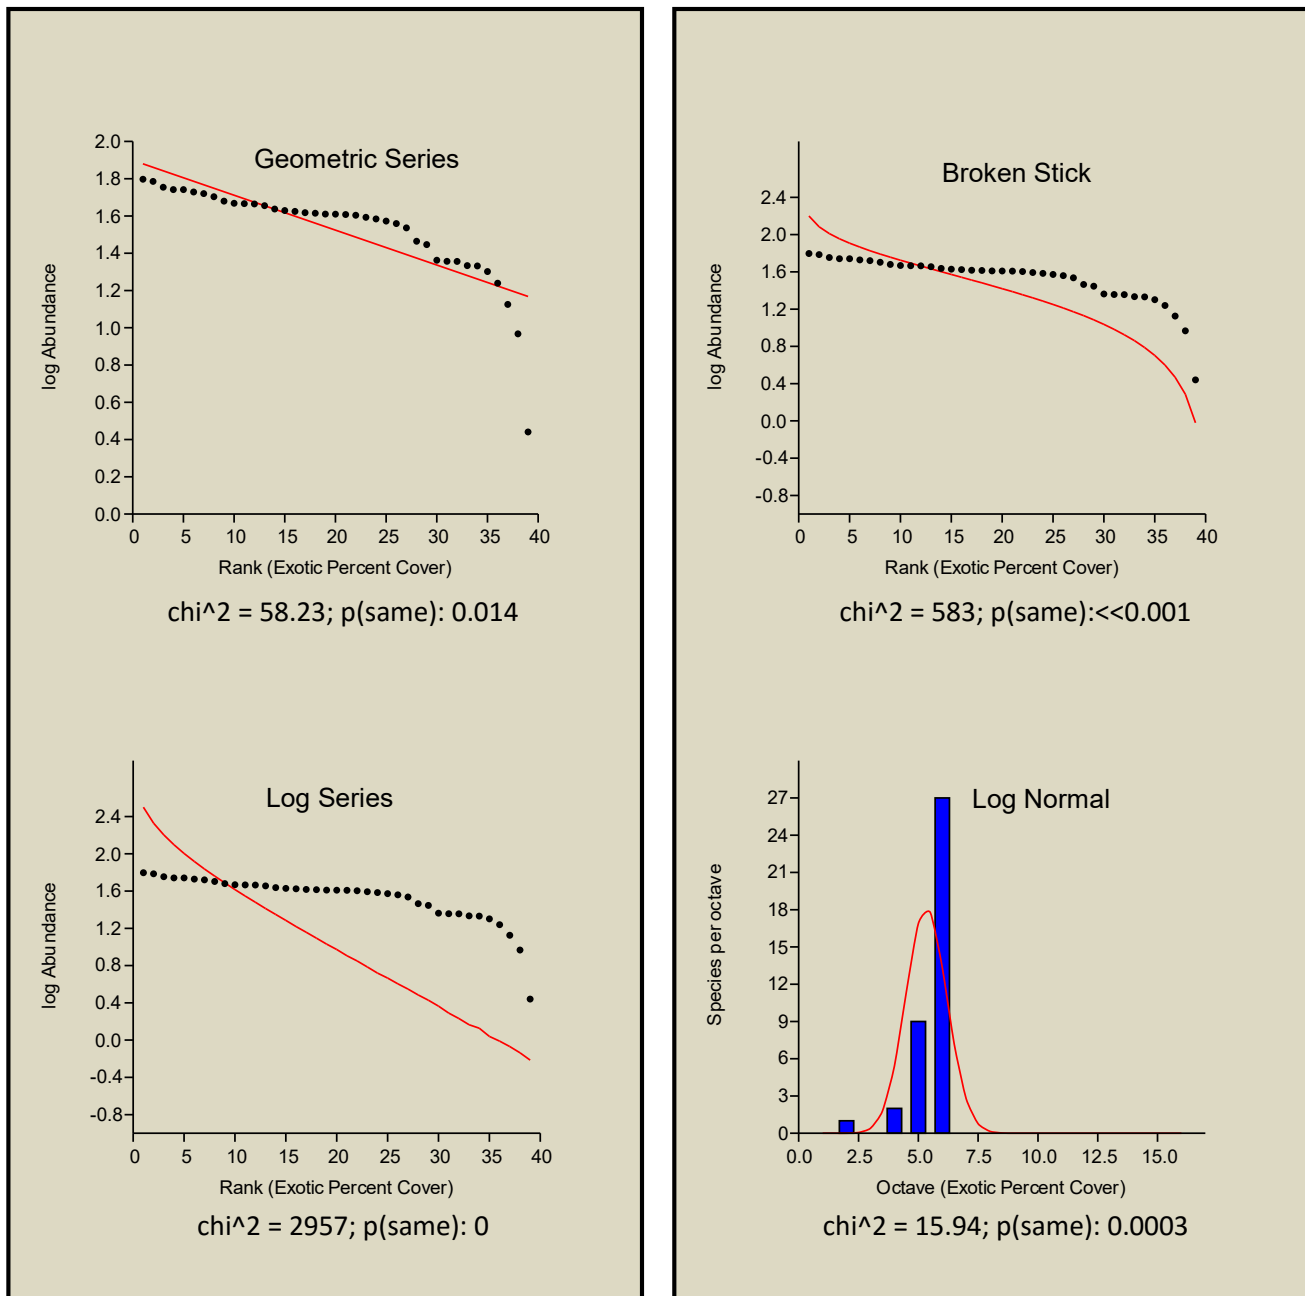 Geometric Series
2.0
1.8
1.6
1.4
1.2
1.0
0.8
0.6
0.4
0.2
0.0
log Abundance
0 5 10 15 20 25 30 35 40
Rank (Exotic Percent Cover)
chi^2 = 58.23; p(same): 0.014
Broken Stick
2.4
2.0
1.6
1.2
0.8
0.4
0.0
-0.4
-0.8
log Abundance
0 5 10 15 20 25 30 35 40
Rank (Exotic Percent Cover)
chi^2 = 583; p(same):<<0.001
Log Series
2.4
2.0
1.6
1.2
0.8
0.4
0.0
-0.4
-0.8
log Abundance
0 5 10 15 20 25 30 35 40
Rank (Exotic Percent Cover)
chi^2 = 2957; p(same): 0
Log Normal
27
24
21
18
15
12
9
6
3
0
Species per octave
0.0 2.5 5.0 7.5 10.0 12.5 15.0
Octave (Exotic Percent Cover)
chi^2 = 15.94; p(same): 0.0003